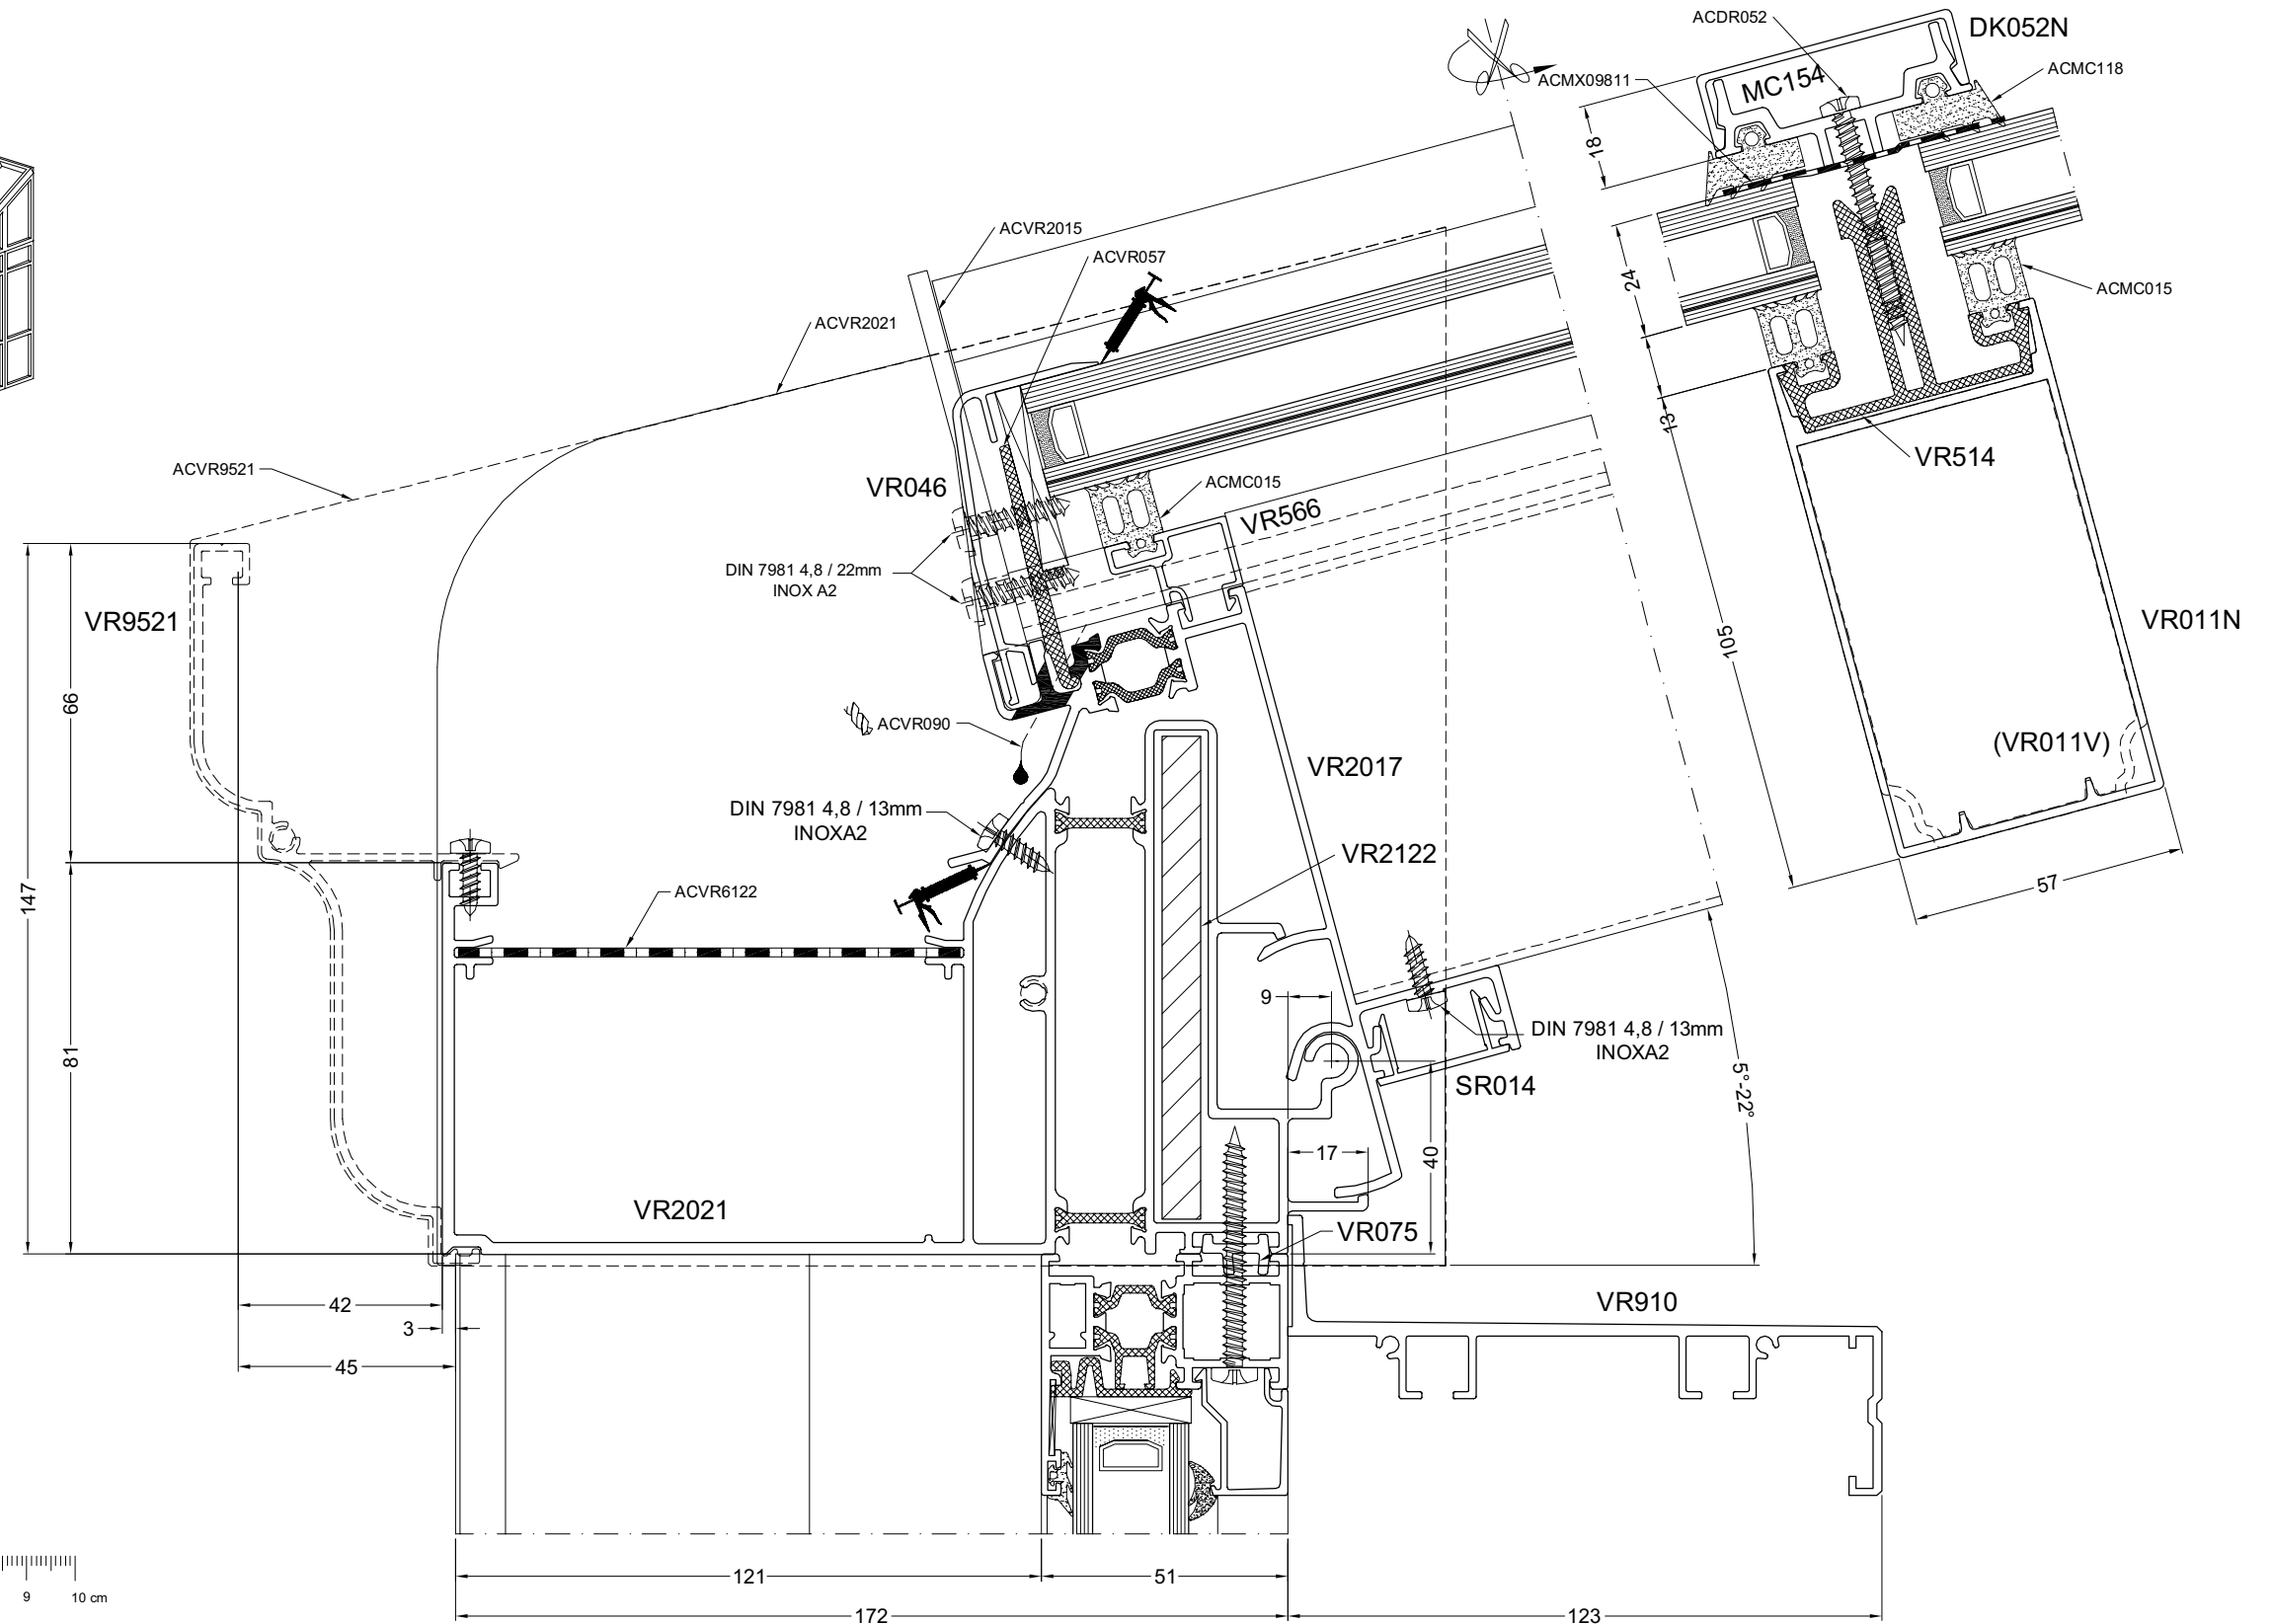 ACDR052
DK052N
ACMX09811
MC154
ACMC118
18
ACVR2015
ACVR057
24
ACMC015
ACVR2021
13
VR514
ACVR9521
VR046
ACMC015
VR566
DIN 7981 4,8 / 22mm
INOX A2
VR9521
VR011N
105
66
ACVR090
(VR011V)
VR2017
DIN 7981 4,8 / 13mm
INOXA2
VR2122
147
ACVR6122
57
9
DIN 7981 4,8 / 13mm
INOXA2
81
SR014
5°-22°
17
40
VR2021
VR075
42
VR910
3
45
121
51
9
10 cm
172
123